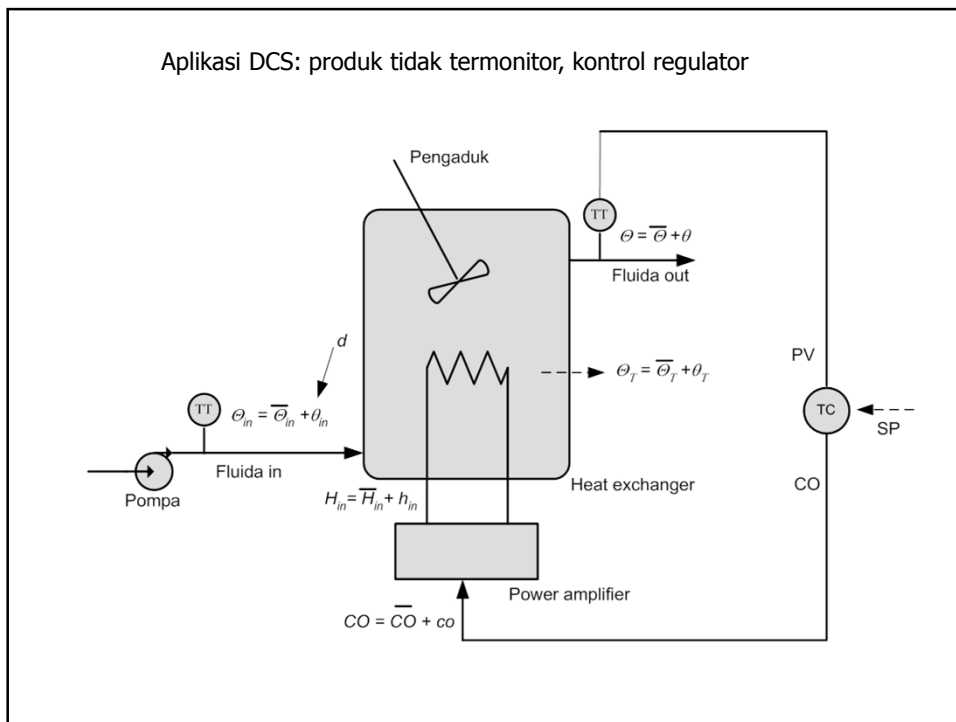 Aplikasi DCS: produk tidak termonitor, kontrol regulator
Pengaduk
TT
Θ = Θ̅ + θ
Fluida out
d
PV
Θ_T = Θ̅_T + θ_T
TT
Θ_in = Θ̅_in + θ_in
TC
SP
Fluida in
Pompa
Heat exchanger
CO
H_in = H̅_in + h_in
Power amplifier
CO = C̅O̅ + co